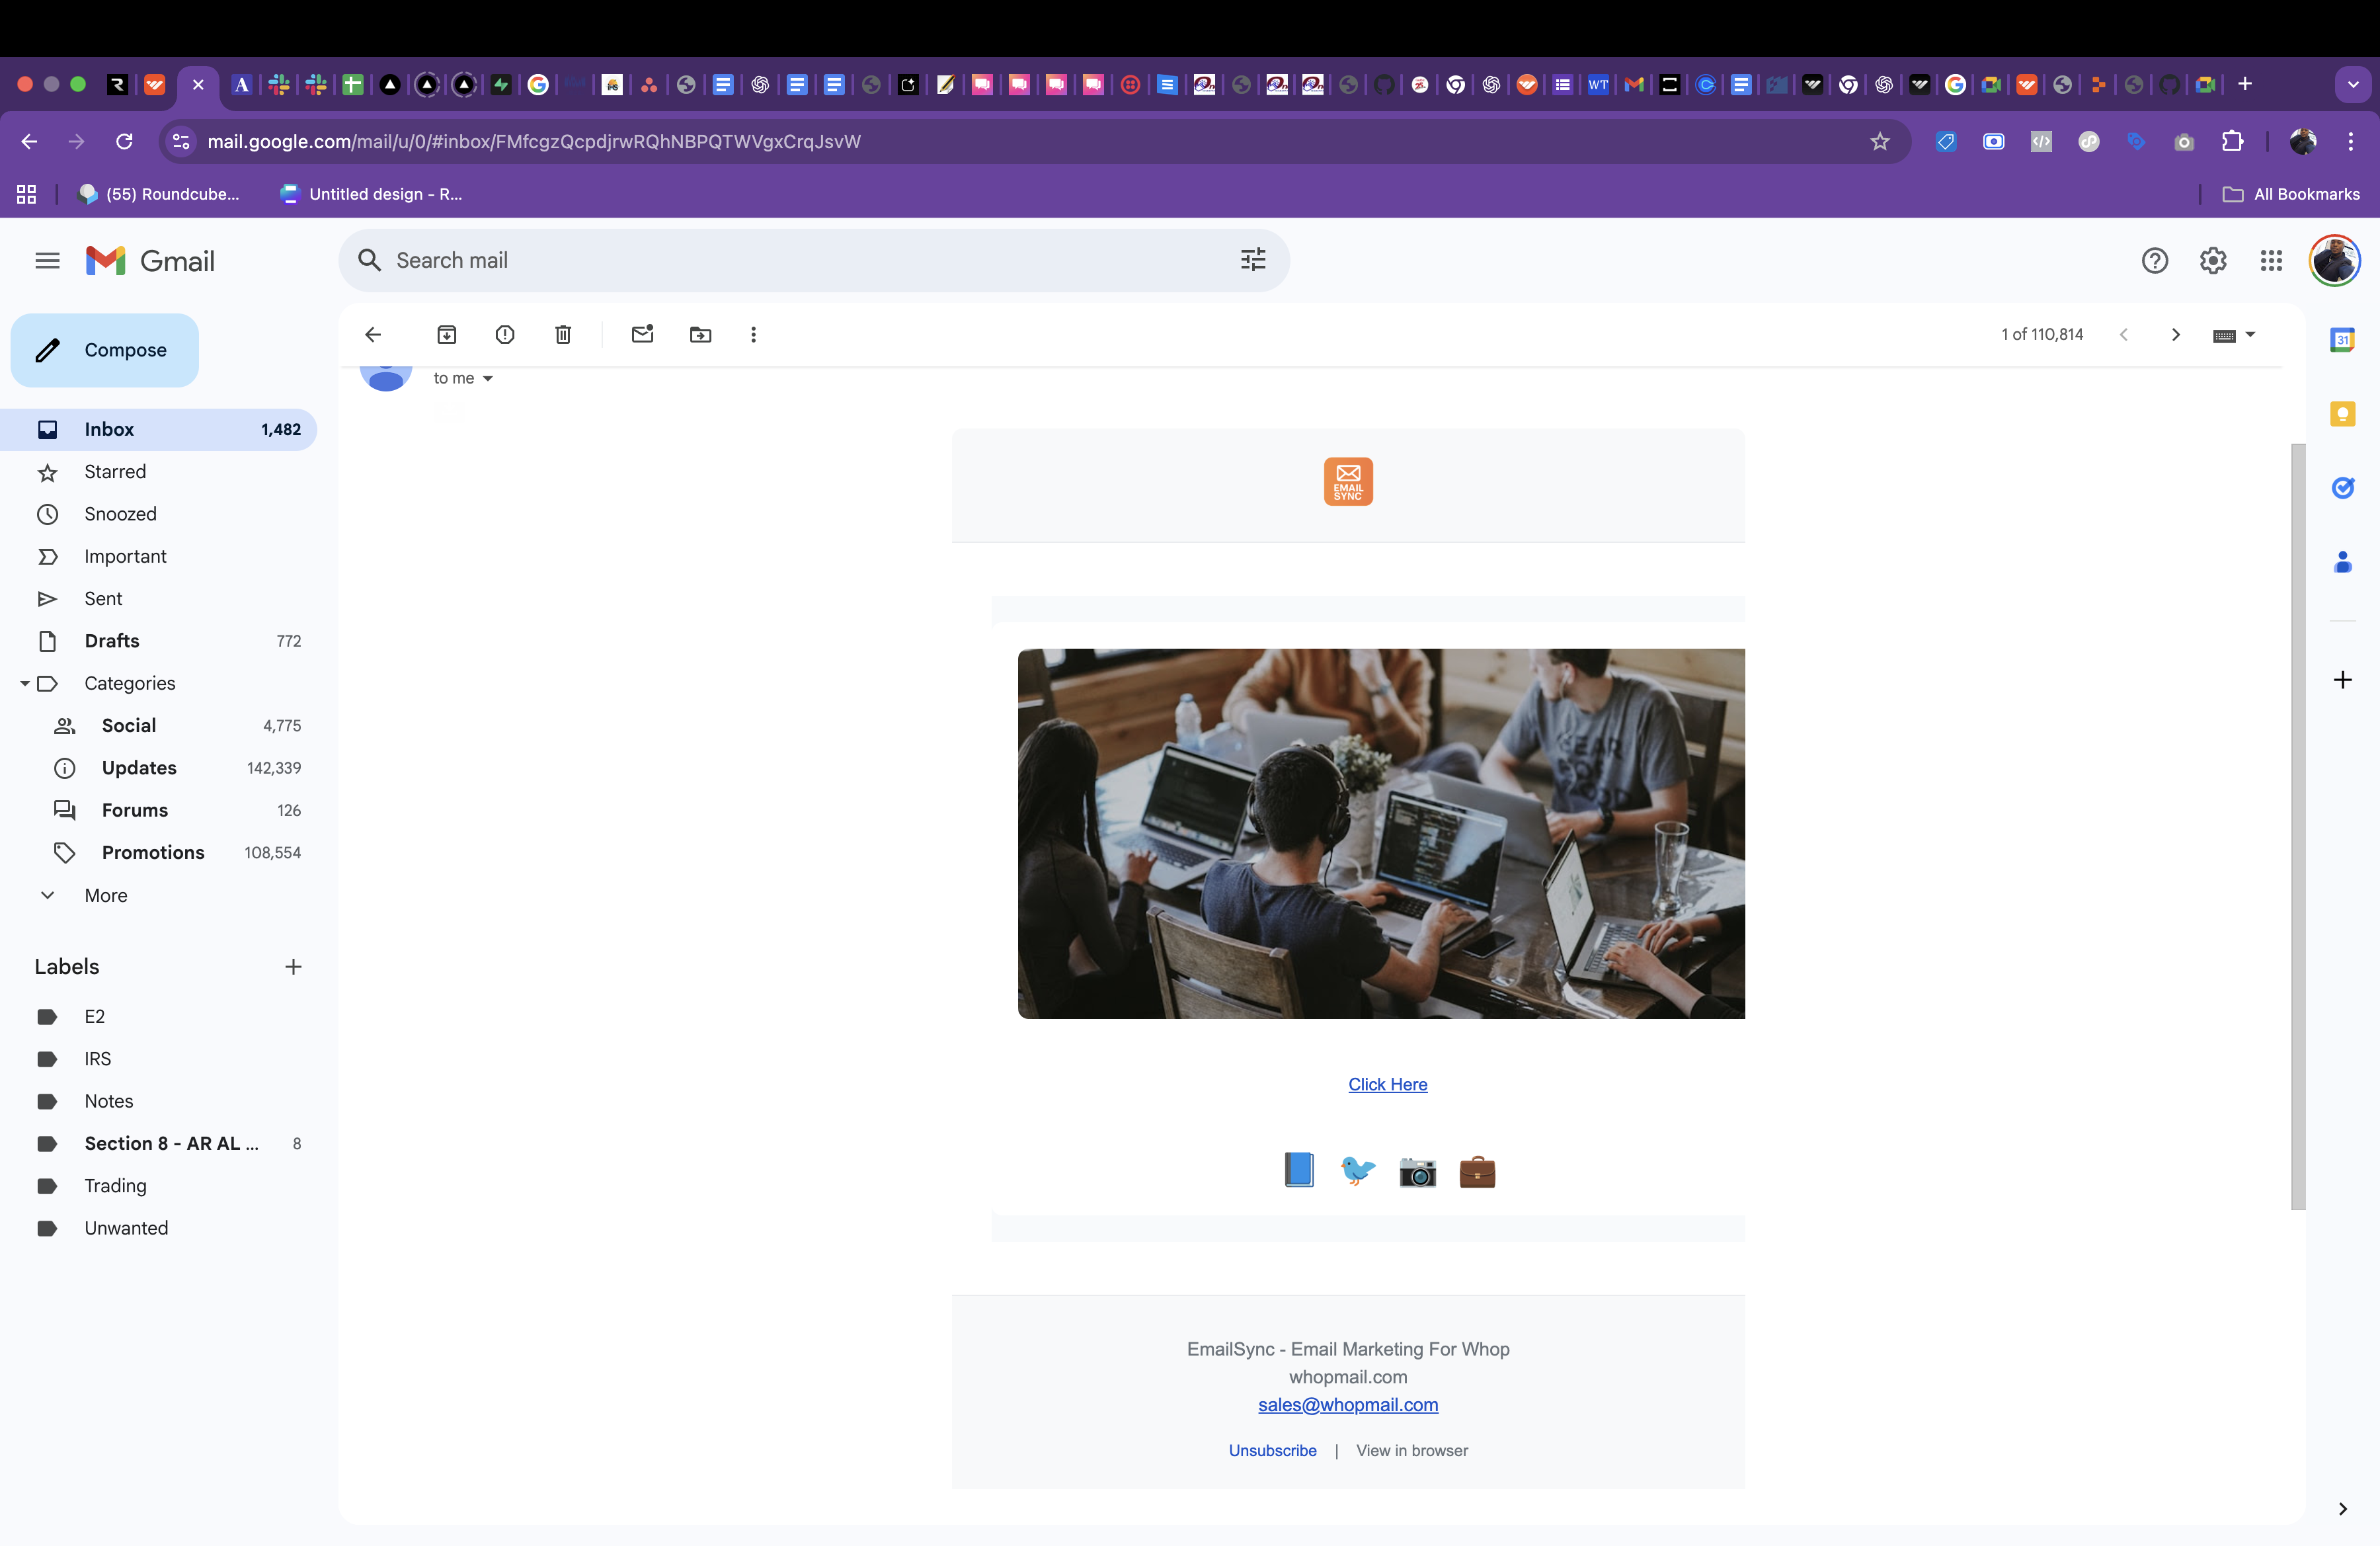 mail.google.com/mail/u/0/#inbox/FMfcgzQcpdjrwRQhNBPQTWVgxCrqJsvW
(55) Roundcube...
Untitled design - R...
All Bookmarks
Gmail
Search mail
Compose
1 of 110,814
to me
Inbox 1,482
Starred
Snoozed
Important
Sent
Drafts 772
Categories
Social 4,775
Updates 142,339
Forums 126
Promotions 108,554
More
Labels
E2
IRS
Notes
Section 8 - AR AL ... 8
Trading
Unwanted
EMAIL
SYNC
GEAR
Click Here
EmailSync - Email Marketing For Whop
whopmail.com
sales@whopmail.com
Unsubscribe | View in browser
31
WT